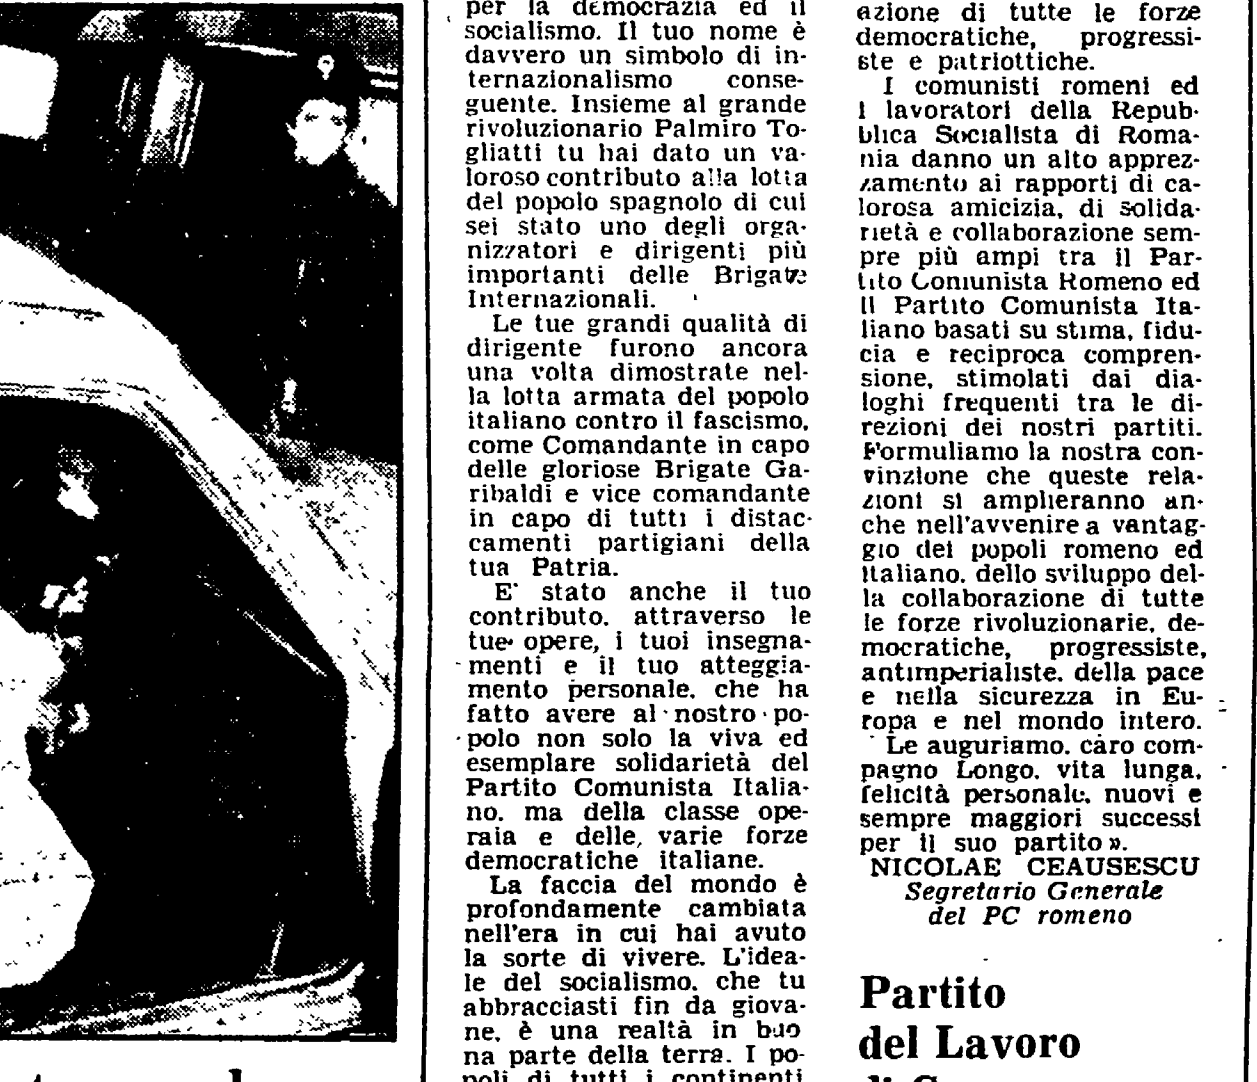 per la democrazia ed il
socialismo. Il tuo nome è
davvero un simbolo di in-
ternazionalismo conse-
guente. Insieme al grande
rivoluzionario Palmiro To-
gliatti tu hai dato un va-
loroso contributo alla lotta
del popolo spagnolo di cui
sei stato uno degli orga-
nizzatori e dirigenti più
importanti delle Brigate
Internazionali.
Le tue grandi qualità di
dirigente furono ancora
una volta dimostrate nel-
la lotta armata del popolo
italiano contro il fascismo,
come Comandante in capo
delle gloriose Brigate Ga-
ribaldi e vice comandante
in capo di tutti i distac-
camenti partigiani della
tua Patria.
E' stato anche il tuo
contributo, attraverso le
tue opere, i tuoi insegna-
menti e il tuo atteggia-
mento personale, che ha
fatto avere al nostro po-
polo non solo la viva ed
esemplare solidarietà del
Partito Comunista Italia-
no, ma della classe ope-
raia e delle varie forze
democratiche italiane.
La faccia del mondo è
profondamente cambiata
nell'era in cui hai avuto
la sorte di vivere. L'idea-
le del socialismo, che tu
abbracciasti fin da giova-
ne, è una realtà in buo
na parte della terra. I po-
poli di tutti i continenti
azione di tutte le forze
democratiche, progressi-
ste e patriottiche.
I comunisti romeni ed
i lavoratori della Repub-
blica Socialista di Roma-
nia danno un alto apprez-
zamento ai rapporti di ca-
lorosa amicizia, di solida-
rietà e collaborazione sem-
pre più ampi tra il Par-
tito Comunista Romeno ed
il Partito Comunista Ita-
liano basati su stima, fidu-
cia e reciproca compren-
sione, stimolati dai dia-
loghi frequenti tra le di-
rezioni dei nostri partiti.
Formuliamo la nostra con-
vinzione che queste rela-
zioni si amplieranno an-
che nell'avvenire a vantag-
gio dei popoli romeno ed
italiano, dello sviluppo del-
la collaborazione di tutte
le forze rivoluzionarie, de-
mocratiche, progressiste,
antimperialiste, della pace
e nella sicurezza in Eu-
ropa e nel mondo intero.
Le auguriamo, caro com-
pagno Longo, vita lunga,
felicità personale, nuovi e
sempre maggiori successi
per il suo partito».
NICOLAE CEAUSESCU
Segretario Generale
del PC romeno
Partito
del Lavoro